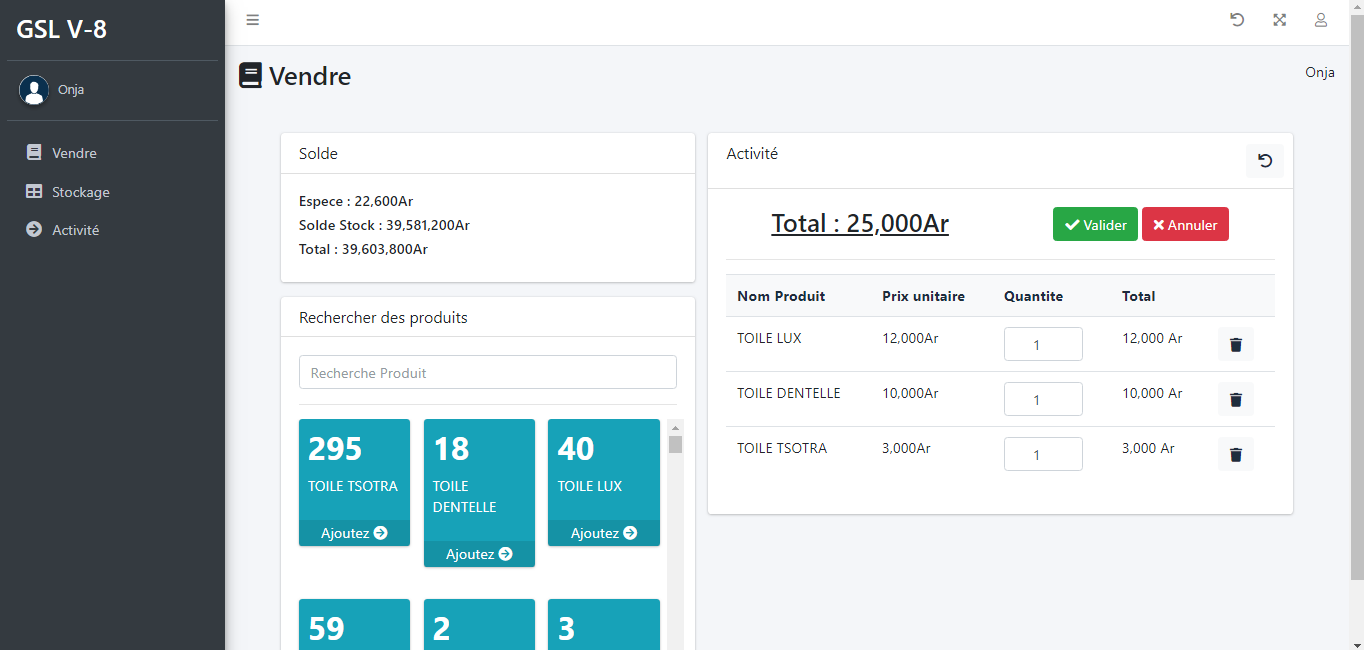 GSL V-8
Onja
Vendre
Stockage
Activité
Vendre
Onja
Solde
Espece : 22,600Ar
Solde Stock : 39,581,200Ar
Total : 39,603,800Ar
Rechercher des produits
Recherche Produit
295
TOILE TSOTRA
Ajoutez
18
TOILE
DENTELLE
Ajoutez
40
TOILE LUX
Ajoutez
59
2
3
Activité
Total : 25,000Ar
Valider
Annuler
Nom Produit Prix unitaire Quantite Total
TOILE LUX 12,000Ar 1 12,000 Ar
TOILE DENTELLE 10,000Ar 1 10,000 Ar
TOILE TSOTRA 3,000Ar 1 3,000 Ar